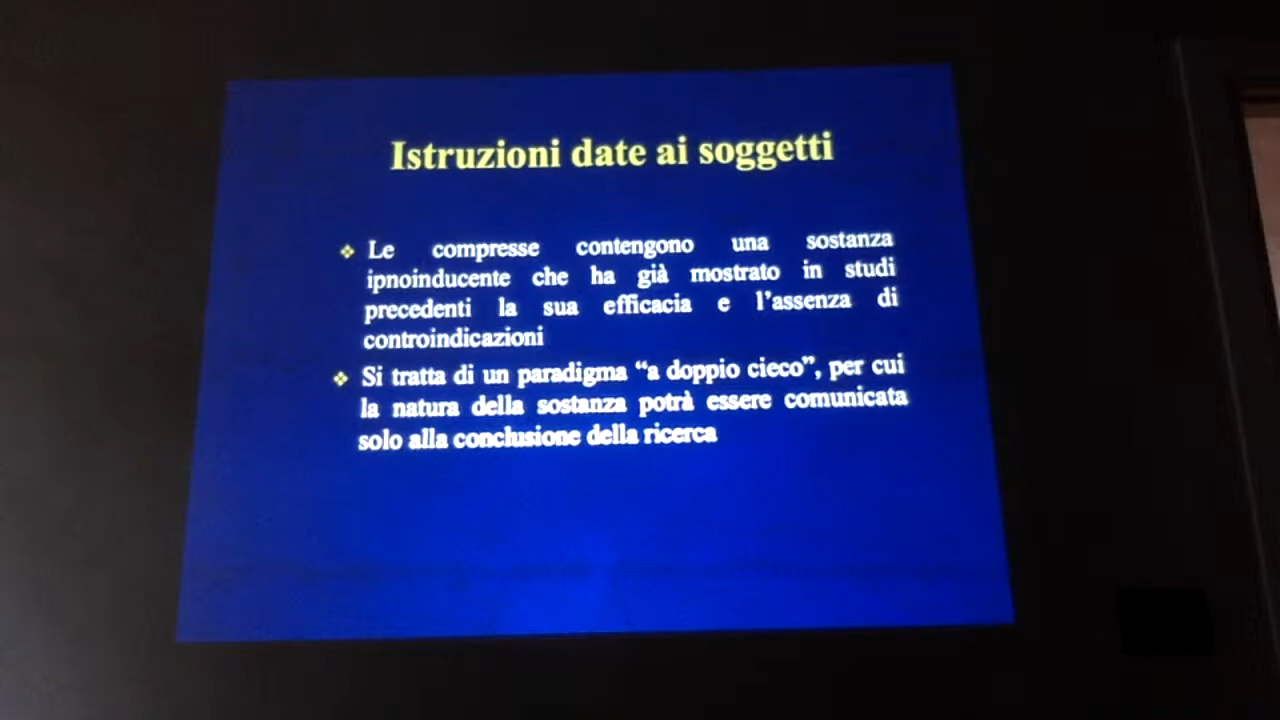 Istruzioni date ai soggetti
Le compresse contengono una sostanza
ipnoinducente che ha già mostrato in studi
precedenti la sua efficacia e l'assenza di
controindicazioni
Si tratta di un paradigma “a doppio cieco”, per cui
la natura della sostanza potrà essere comunicata
solo alla conclusione della ricerca